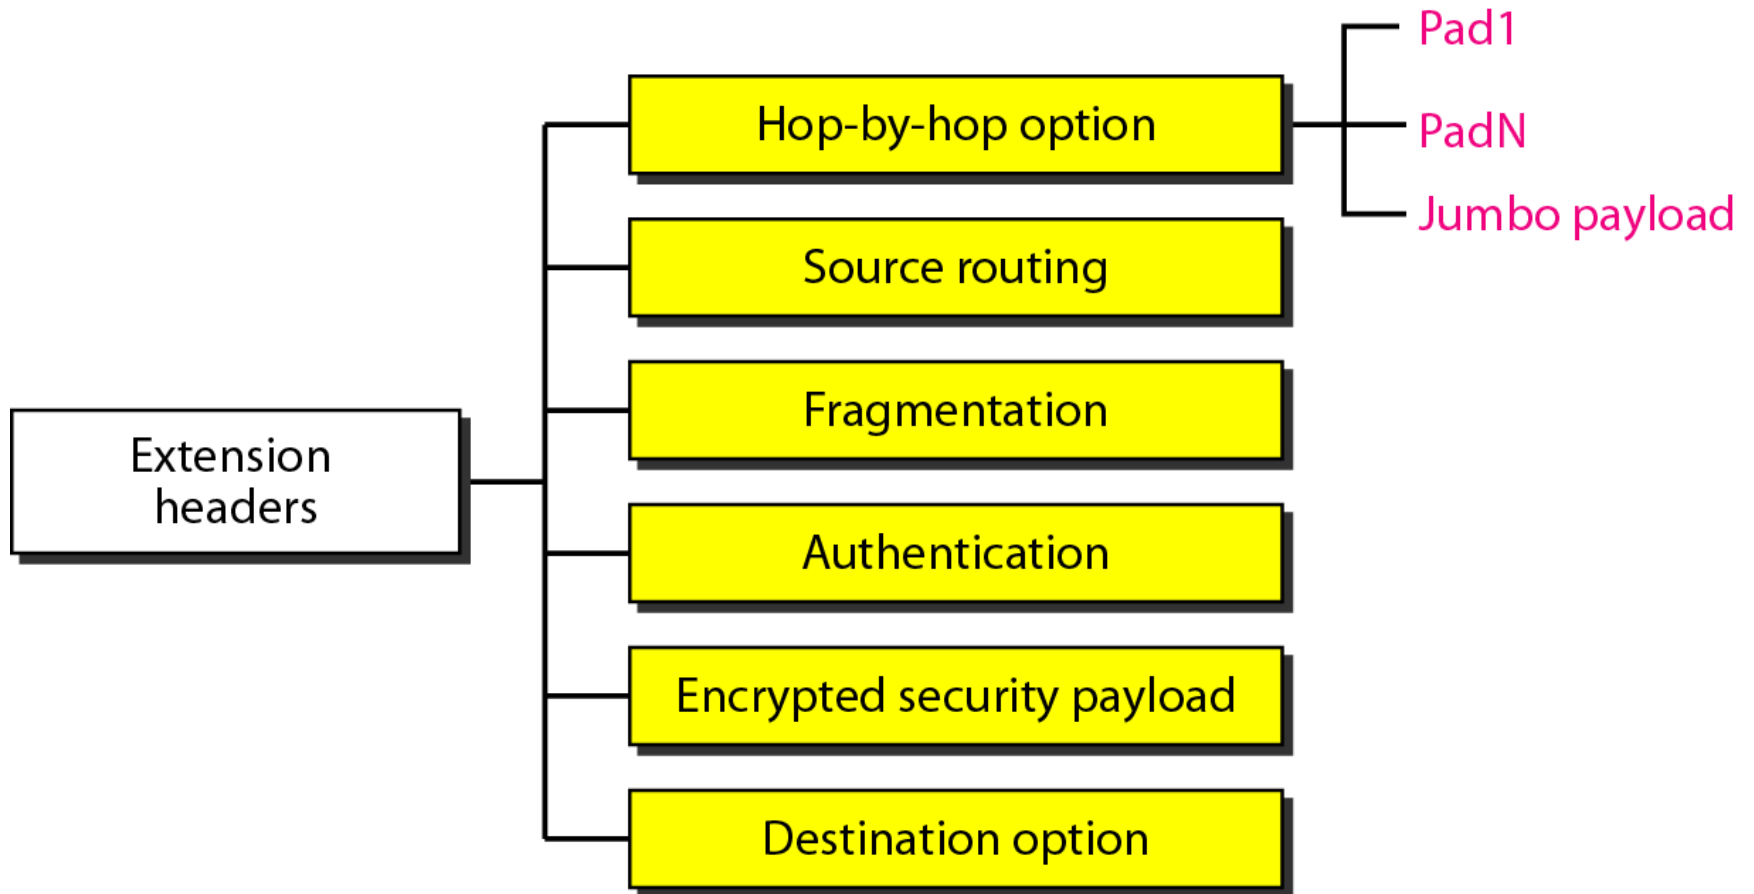 Pad1
Hop-by-hop option
PadN
Jumbo payload
Source routing
Fragmentation
Extension
headers
Authentication
Encrypted security payload
Destination option